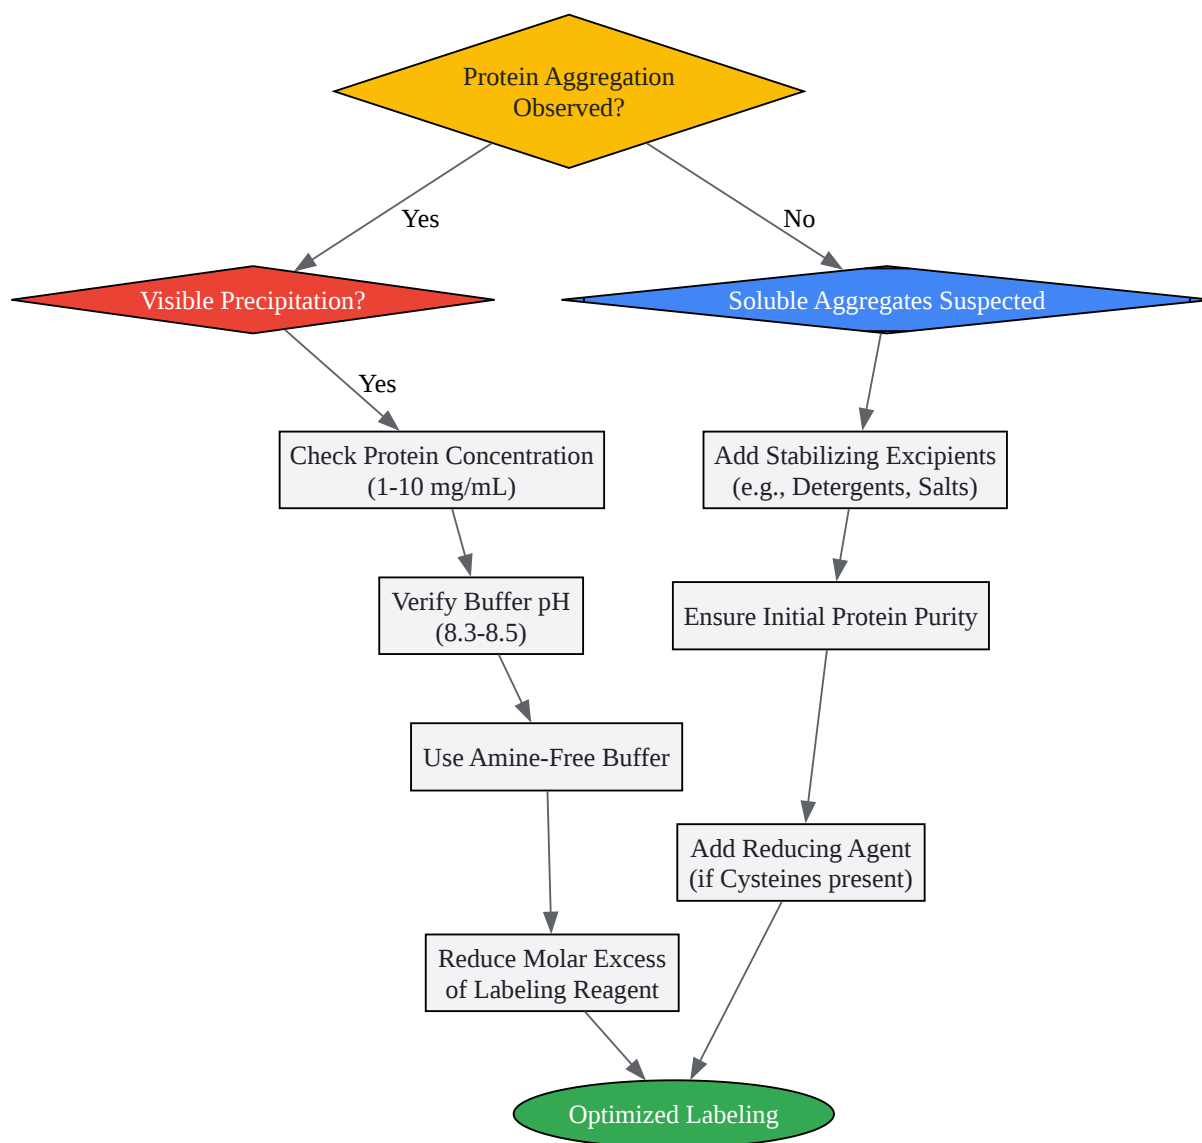 Protein Aggregation
Observed?
Yes
No
Visible Precipitation?
Soluble Aggregates Suspected
Yes
Check Protein Concentration
(1-10 mg/mL)
Add Stabilizing Excipients
(e.g., Detergents, Salts)
Verify Buffer pH
(8.3-8.5)
Ensure Initial Protein Purity
Use Amine-Free Buffer
Add Reducing Agent
(if Cysteines present)
Reduce Molar Excess
of Labeling Reagent
Optimized Labeling